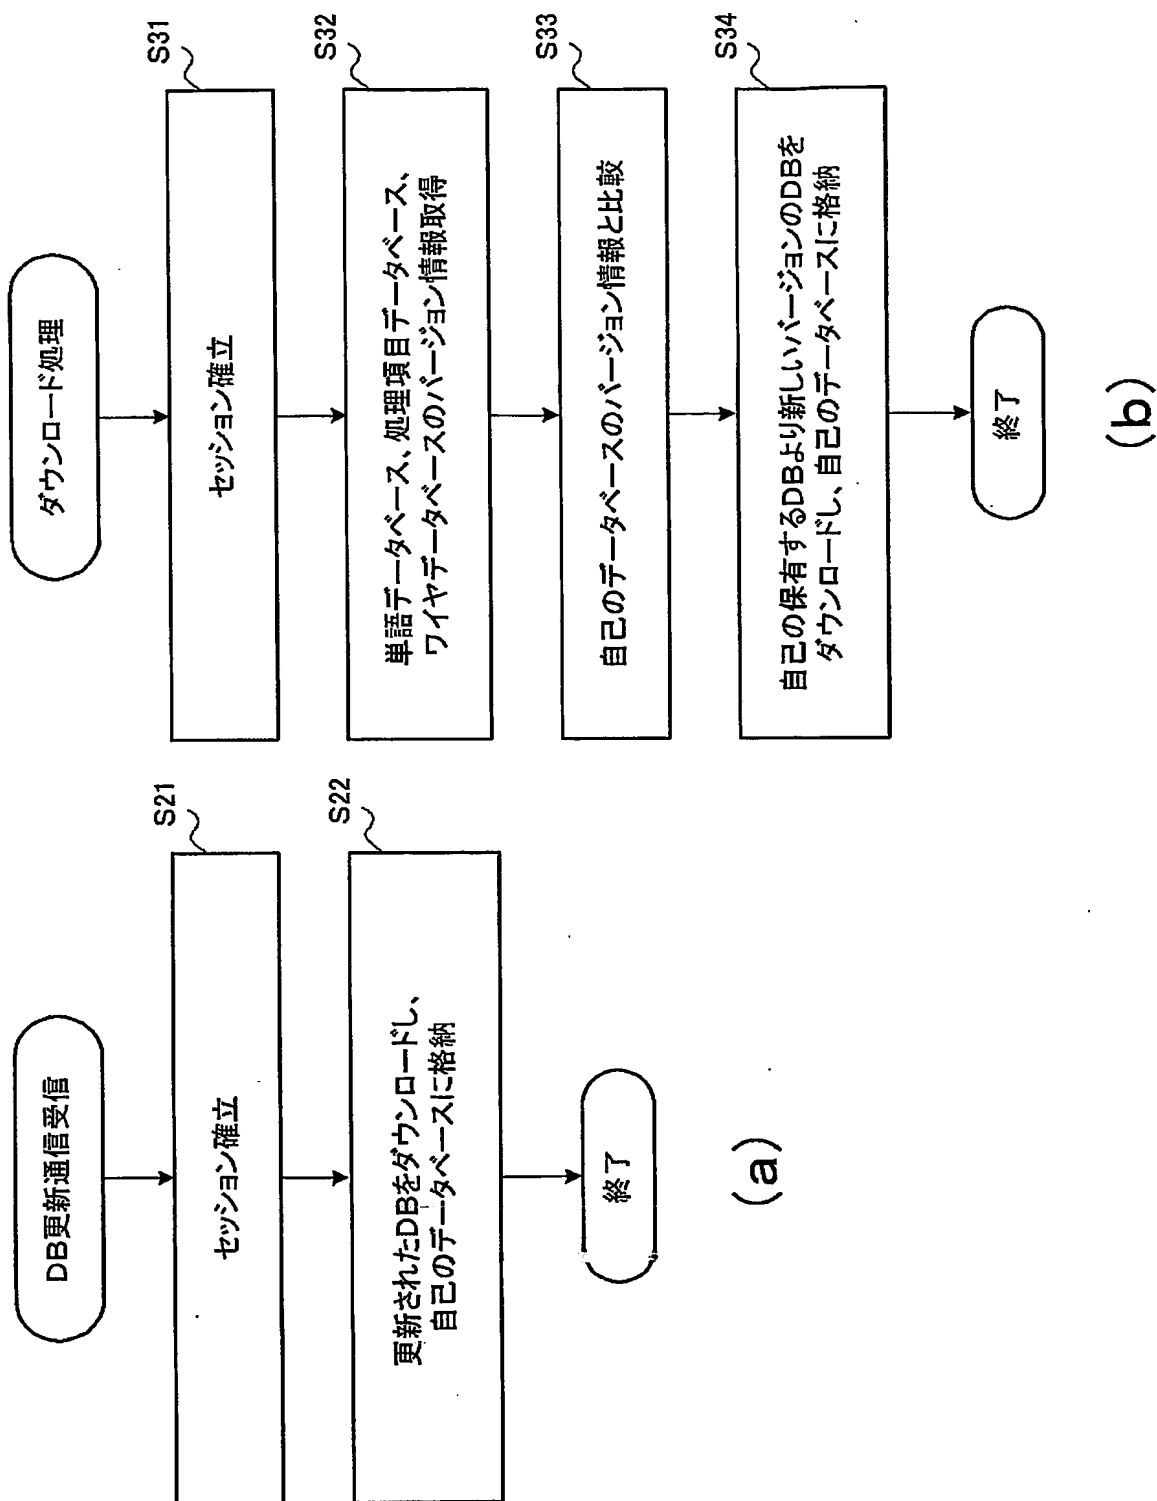 DB更新通信受信
S21
セッション確立
S22
更新されたDBをダウンロードし、
自己のデータベースに格納
終了
(a)
ダウンロード処理
S31
セッション確立
S32
単語データベース、処理項目データベース、
ワイヤデータベースのバージョン情報取得
S33
自己のデータベースのバージョン情報と比較
S34
自己の保有するDBより新しいバージョンのDBを
ダウンロードし、自己のデータベースに格納
終了
(b)